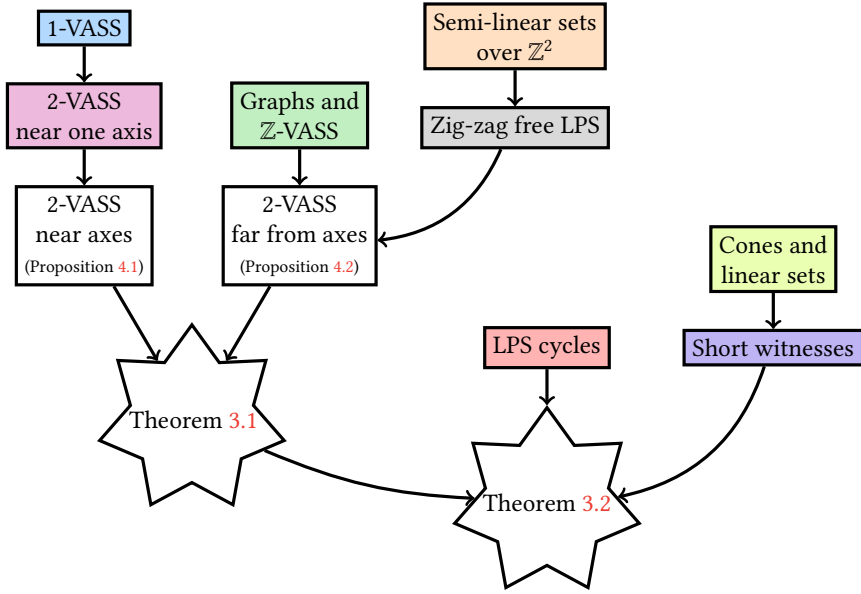 1-VASS
Semi-linear sets
over ℤ²
2-VASS
near one axis
Graphs and
ℤ-VASS
Zig-zag free LPS
2-VASS
near axes
(Proposition 4.1)
2-VASS
far from axes
(Proposition 4.2)
Cones and
linear sets
LPS cycles
Short witnesses
Theorem 3.1
Theorem 3.2